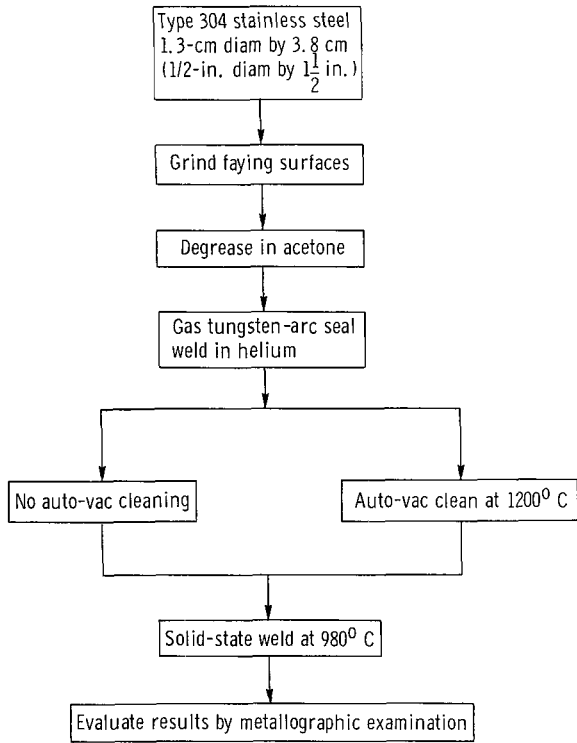 Type 304 stainless steel
1.3-cm diam by 3.8 cm
(1/2-in. diam by 1 1/2 in.)
Grind faying surfaces
Degrease in acetone
Gas tungsten-arc seal
weld in helium
No auto-vac cleaning
Auto-vac clean at 1200° C
Solid-state weld at 980° C
Evaluate results by metallographic examination